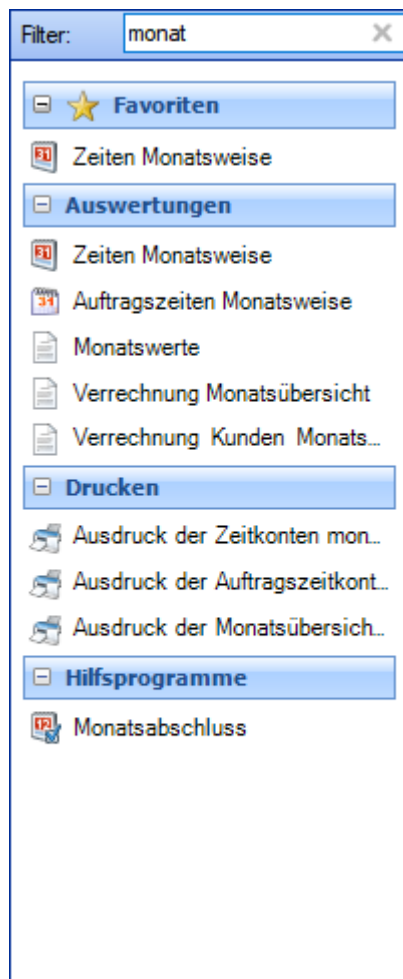 Filter: monat
Favoriten
Zeiten Monatsweise
Auswertungen
Zeiten Monatsweise
Auftragszeiten Monatsweise
Monatswerte
Verrechnung Monatsübersicht
Verrechnung Kunden Monats...
Drucken
Ausdruck der Zeitkonten mon...
Ausdruck der Auftragszeitkont...
Ausdruck der Monatsübersich...
Hilfsprogramme
Monatsabschluss